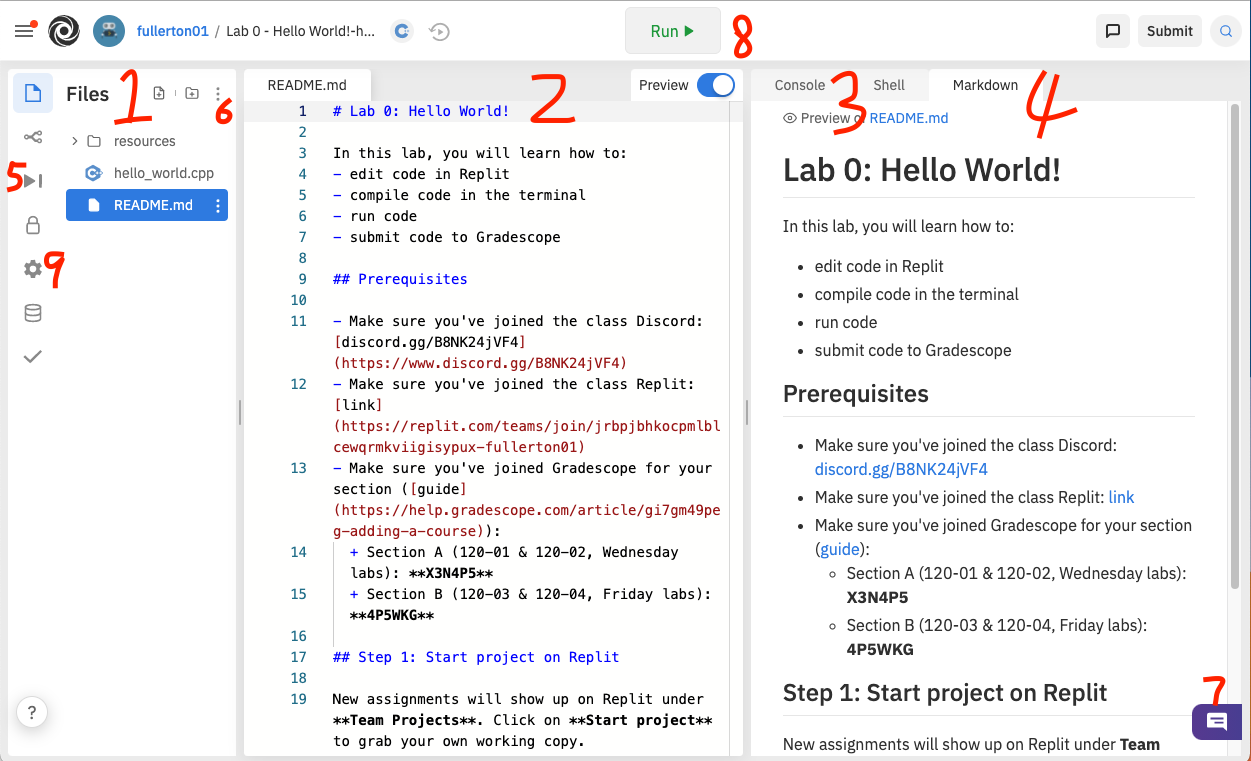 fullerton01 / Lab 0 - Hello World!-h...
Run
8
Submit
Files
1
6
resources
hello_world.cpp
README.md
5
9
?
README.md
2
Preview
1 # Lab 0: Hello World!
2
3 In this lab, you will learn how to:
4 - edit code in Replit
5 - compile code in the terminal
6 - run code
7 - submit code to Gradescope
8
9 ## Prerequisites
10
11 - Make sure you've joined the class Discord:
[discord.gg/B8NK24jVF4]
(https://www.discord.gg/B8NK24jVF4)
12 - Make sure you've joined the class Replit:
[link]
(https://replit.com/teams/join/jrbpjbhkocpmlbl
cewqrmkviigisypux-fullerton01)
13 - Make sure you've joined Gradescope for your
section ([guide]
(https://help.gradescope.com/article/gi7gm49pe
g-adding-a-course)):
14 + Section A (120-01 & 120-02, Wednesday
labs): **X3N4P5**
15 + Section B (120-03 & 120-04, Friday labs):
**4P5WKG**
16
17 ## Step 1: Start project on Replit
18
19 New assignments will show up on Replit under
**Team Projects**. Click on **Start project**
to grab your own working copy.
Console
3
Shell
Markdown
4
Preview of README.md
Lab 0: Hello World!
In this lab, you will learn how to:
• edit code in Replit
• compile code in the terminal
• run code
• submit code to Gradescope
Prerequisites
• Make sure you've joined the class Discord:
discord.gg/B8NK24jVF4
• Make sure you've joined the class Replit: link
• Make sure you've joined Gradescope for your section
(guide):
◦ Section A (120-01 & 120-02, Wednesday labs):
X3N4P5
◦ Section B (120-03 & 120-04, Friday labs):
4P5WKG
Step 1: Start project on Replit
7
New assignments will show up on Replit under Team